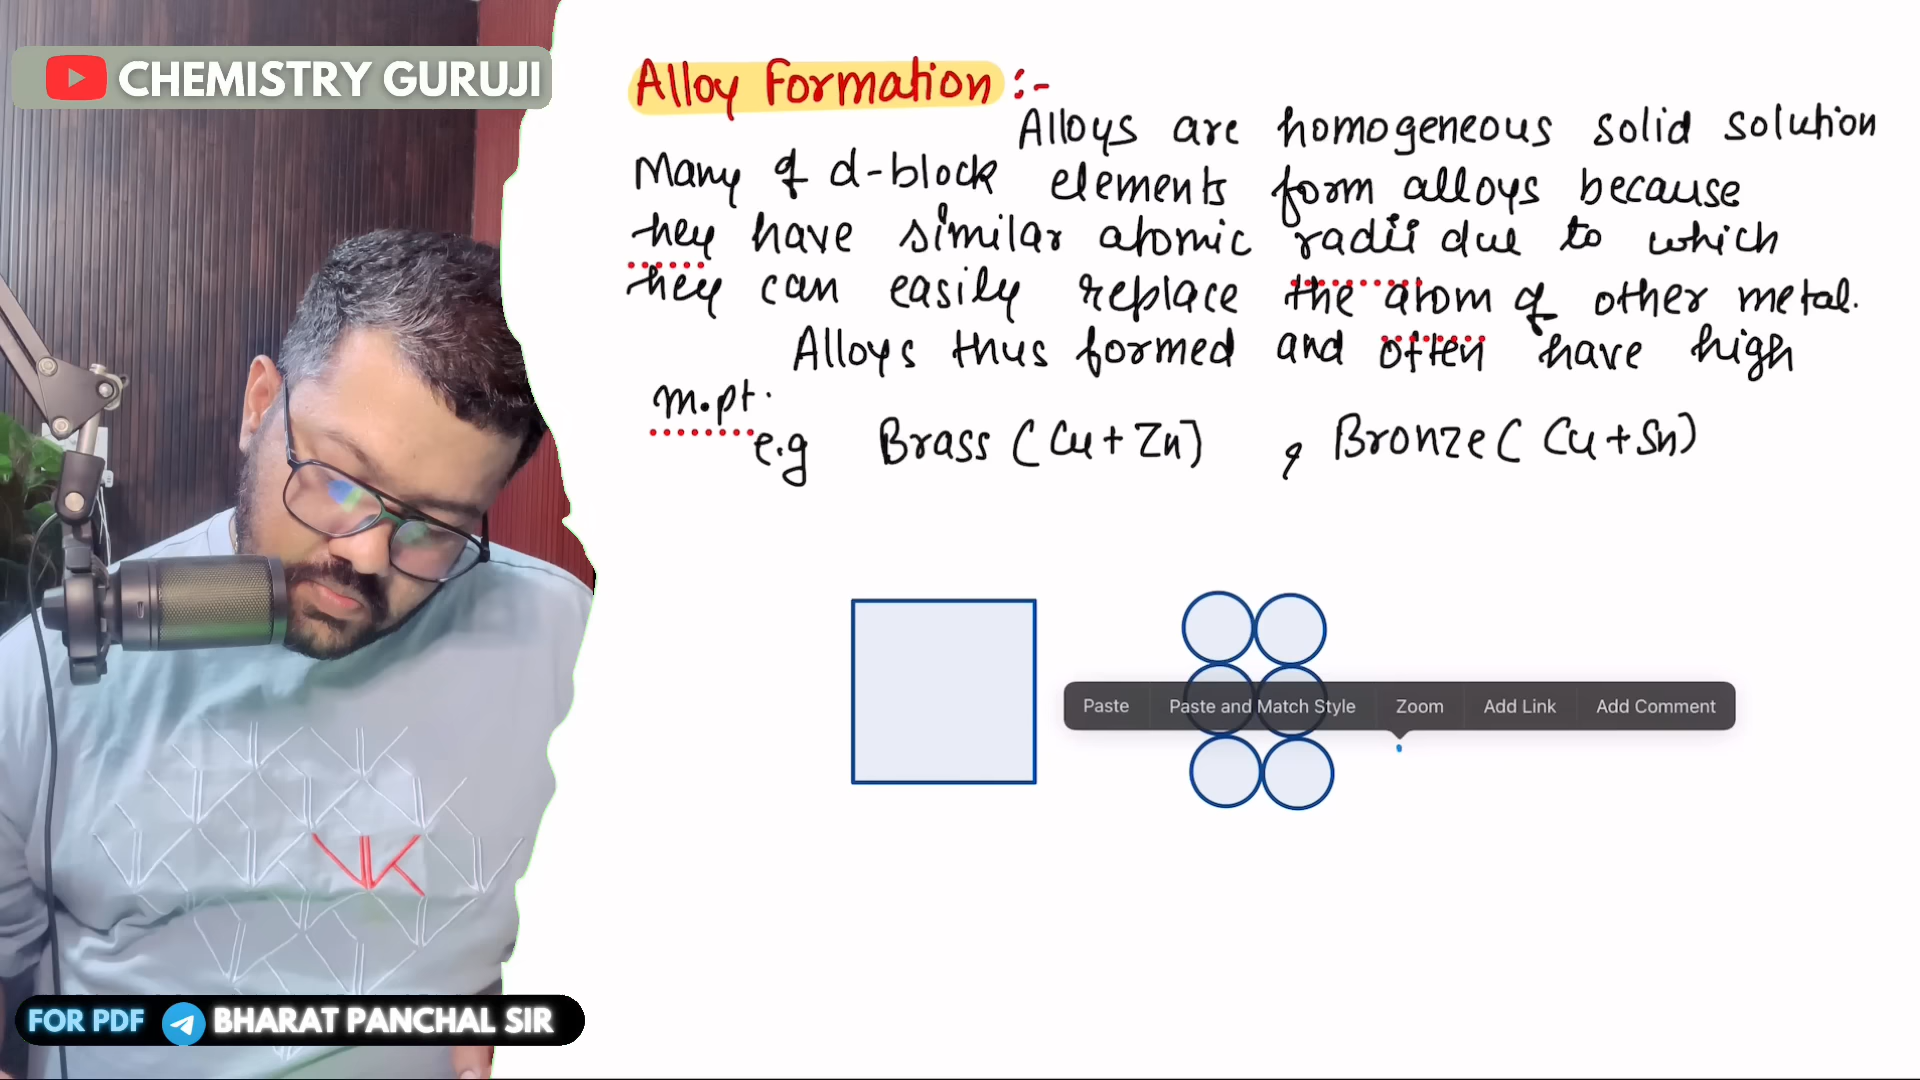 CHEMISTRY GURUJI
Alloy Formation :-
Alloys are homogeneous solid solution
Many of d-block elements form alloys because
they have similar atomic radii due to which
they can easily replace the atom of other metal.
Alloys thus formed and often have high
m.pt.
e.g Brass (Cu+Zn) , Bronze (Cu+Sn)
Paste Paste and Match Style Zoom Add Link Add Comment
VK
FOR PDF BHARAT PANCHAL SIR